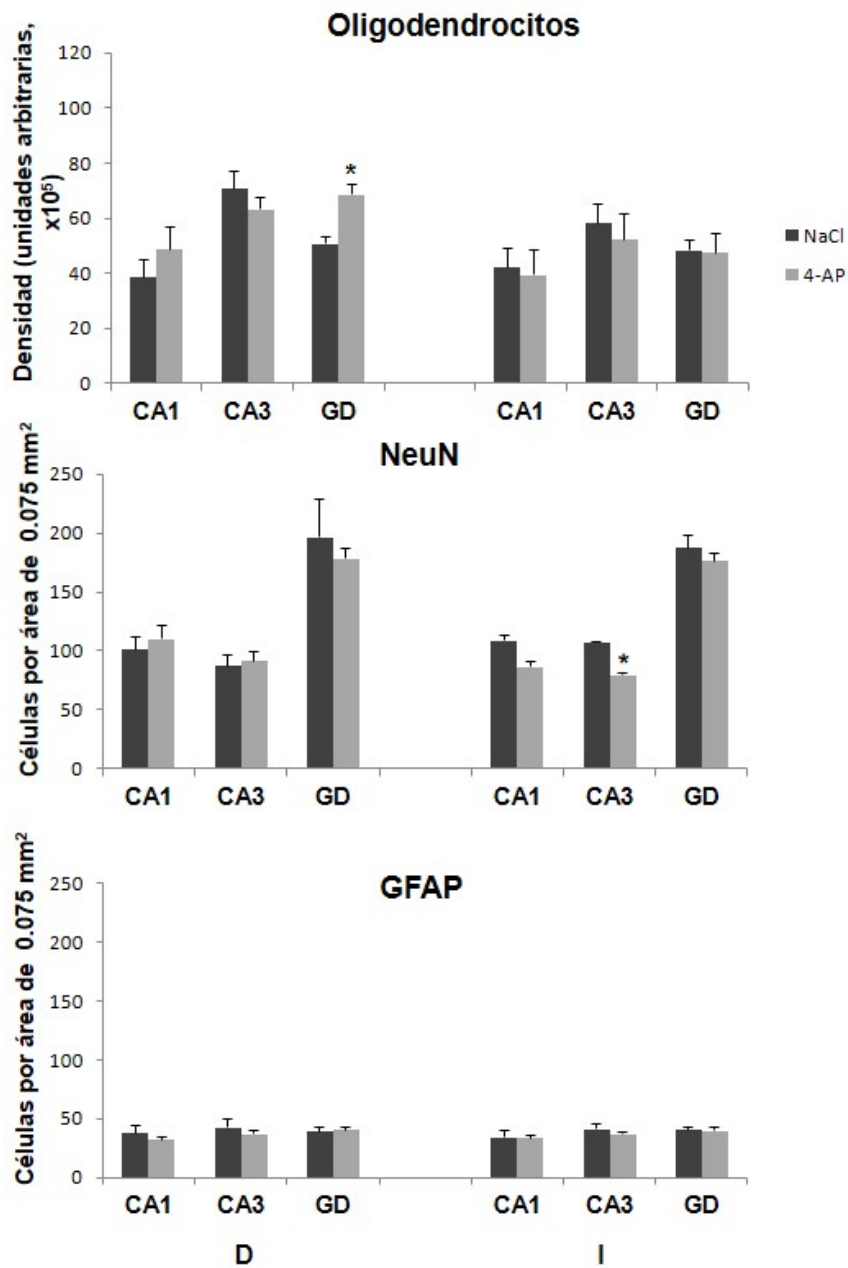 Oligodendrocitos
Densidad (unidades arbitrarias,
x10⁵)
120
100
80
60
40
20
0
*
NaCl
4-AP
CA1 CA3 GD CA1 CA3 GD
NeuN
Células por área de 0.075 mm²
250
200
150
100
50
0
*
CA1 CA3 GD CA1 CA3 GD
GFAP
Células por área de 0.075 mm²
250
200
150
100
50
0
CA1 CA3 GD CA1 CA3 GD
D I